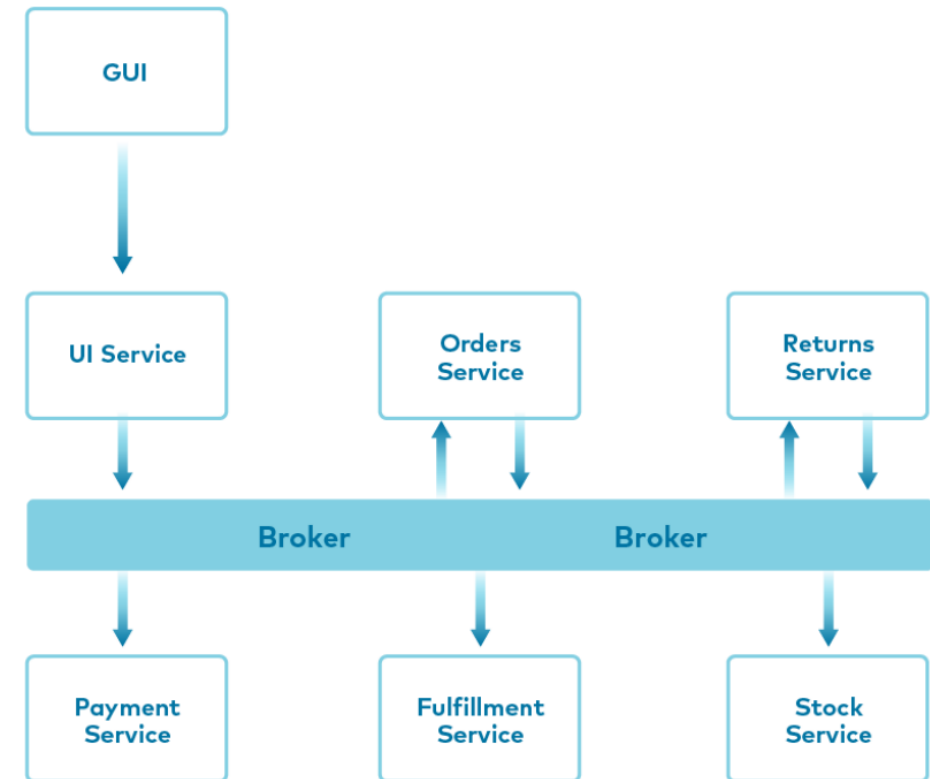 GUI
UI Service
Orders
Service
Returns
Service
Broker
Broker
Payment
Service
Fulfillment
Service
Stock
Service